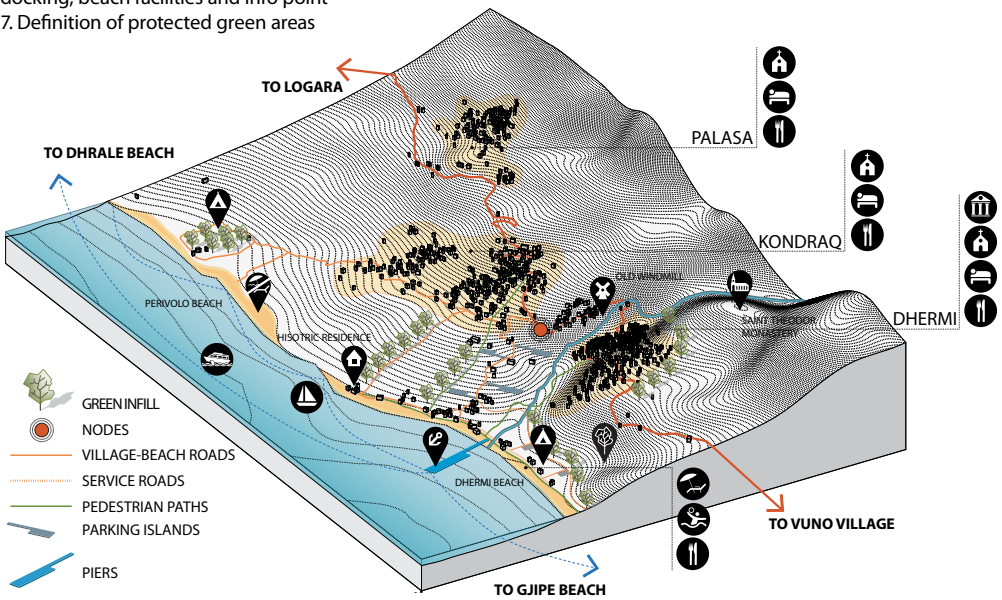 docking, beach facilities and info point
7. Definition of protected green areas
TO LOGARA
PALASA
TO DHRALE BEACH
KONDRAQ
OLD WINDMILL
PERIVOLO BEACH
SAINT THEODOR
MONASTERY
DHERMI
HISOTRIC RESIDENCE
GREEN INFILL
NODES
VILLAGE-BEACH ROADS
SERVICE ROADS
PEDESTRIAN PATHS
PARKING ISLANDS
PIERS
DHERMI BEACH
TO VUNO VILLAGE
TO GJIPE BEACH